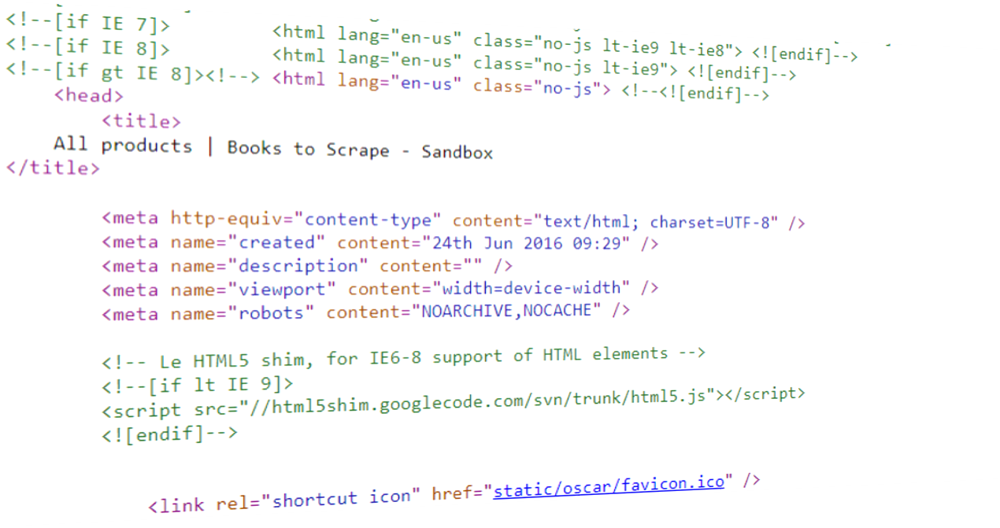 <!--[if IE 7]>         <html lang="en-us" class="no-js lt-ie9 lt-ie8"> <![endif]-->
<!--[if IE 8]>         <html lang="en-us" class="no-js lt-ie9"> <![endif]-->
<!--[if gt IE 8]><!--> <html lang="en-us" class="no-js"> <!--<![endif]-->
    <head>
        <title>
    All products | Books to Scrape - Sandbox
</title>

        <meta http-equiv="content-type" content="text/html; charset=UTF-8" />
        <meta name="created" content="24th Jun 2016 09:29" />
        <meta name="description" content="" />
        <meta name="viewport" content="width=device-width" />
        <meta name="robots" content="NOARCHIVE,NOCACHE" />

        <!-- Le HTML5 shim, for IE6-8 support of HTML elements -->
        <!--[if lt IE 9]>
        <script src="//html5shim.googlecode.com/svn/trunk/html5.js"></script>
        <![endif]-->

            <link rel="shortcut icon" href="static/oscar/favicon.ico" />